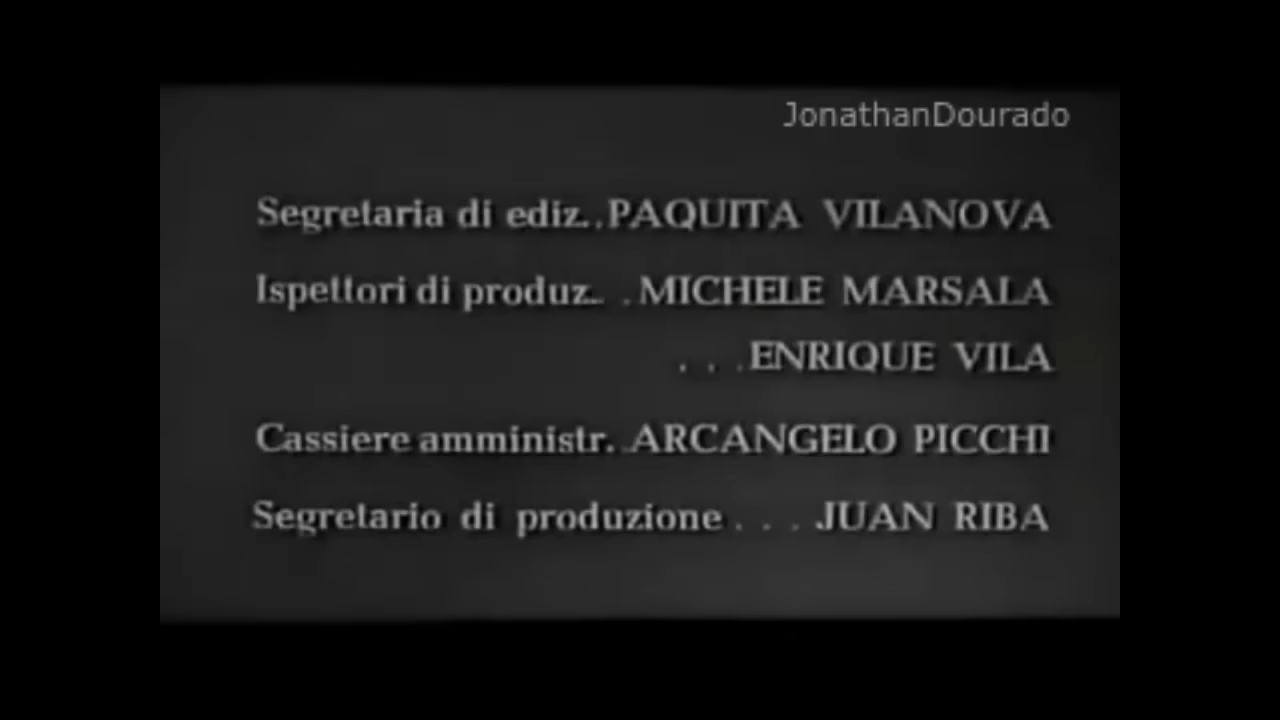 JonathanDourado
Segretaria di ediz. . PAQUITA VILANOVA
Ispettori di produz. . . MICHELE MARSALA
. . . ENRIQUE VILA
Cassiere amministr. . ARCANGELO PICCHI
Segretario di produzione . . . JUAN RIBA